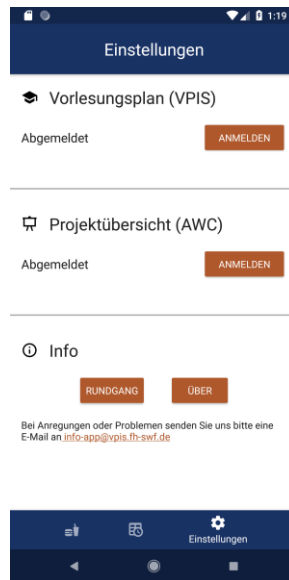 1:19
Einstellungen
Vorlesungsplan (VPIS)
Abgemeldet
ANMELDEN
Projektübersicht (AWC)
Abgemeldet
ANMELDEN
Info
RUNDGANG
ÜBER
Bei Anregungen oder Problemen senden Sie uns bitte eine
E-Mail an info-app@vpis.fh-swf.de
Einstellungen